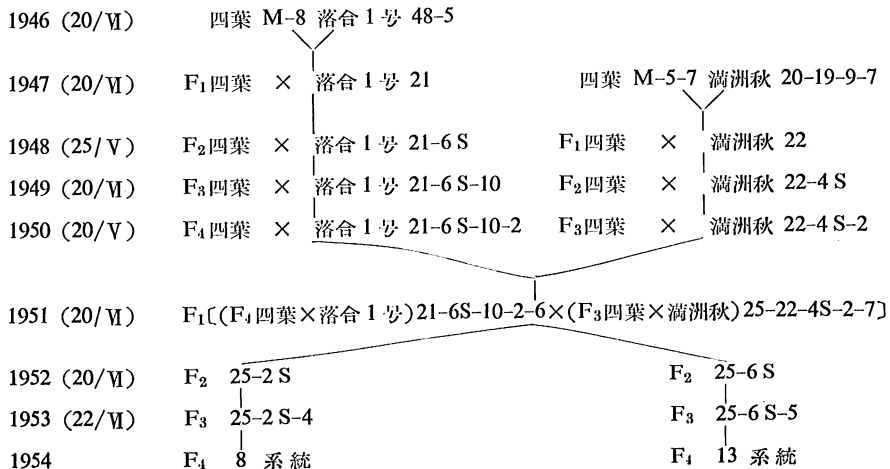 1946 (20/Ⅵ) 四葉 M-8 落合1号 48-5
1947 (20/Ⅵ) F₁四葉 × 落合1号 21 四葉 M-5-7 満洲秋 20-19-9-7
1948 (25/Ⅴ) F₂四葉 × 落合1号 21-6 S F₁四葉 × 満洲秋 22
1949 (20/Ⅵ) F₃四葉 × 落合1号 21-6 S-10 F₂四葉 × 満洲秋 22-4 S
1950 (20/Ⅴ) F₄四葉 × 落合1号 21-6 S-10-2 F₃四葉 × 満洲秋 22-4 S-2
1951 (20/Ⅵ) F₁〔(F₄四葉×落合1号)21-6S-10-2-6×(F₃四葉×満洲秋)25-22-4S-2-7〕
1952 (20/Ⅵ) F₂ 25-2 S F₂ 25-6 S
1953 (22/Ⅵ) F₃ 25-2 S-4 F₃ 25-6 S-5
1954 F₄ 8 系統 F₄ 13 系統